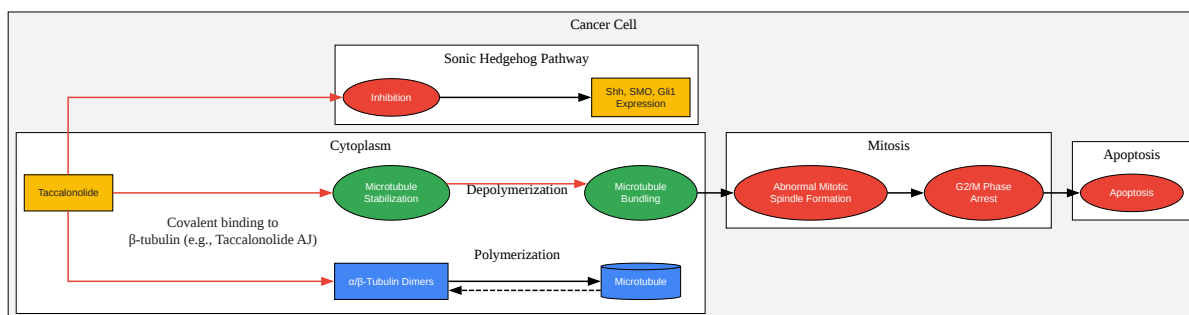 Cancer Cell
Sonic Hedgehog Pathway
Inhibition
Shh, SMO, Gli1
Expression
Cytoplasm
Mitosis
Apoptosis
Taccalonolide
Microtubule
Stabilization
Depolymerization
Microtubule
Bundling
Abnormal Mitotic
Spindle Formation
G2/M Phase
Arrest
Apoptosis
Covalent binding to
β-tubulin (e.g., Taccalonolide AJ)
Polymerization
α/β-Tubulin Dimers
Microtubule